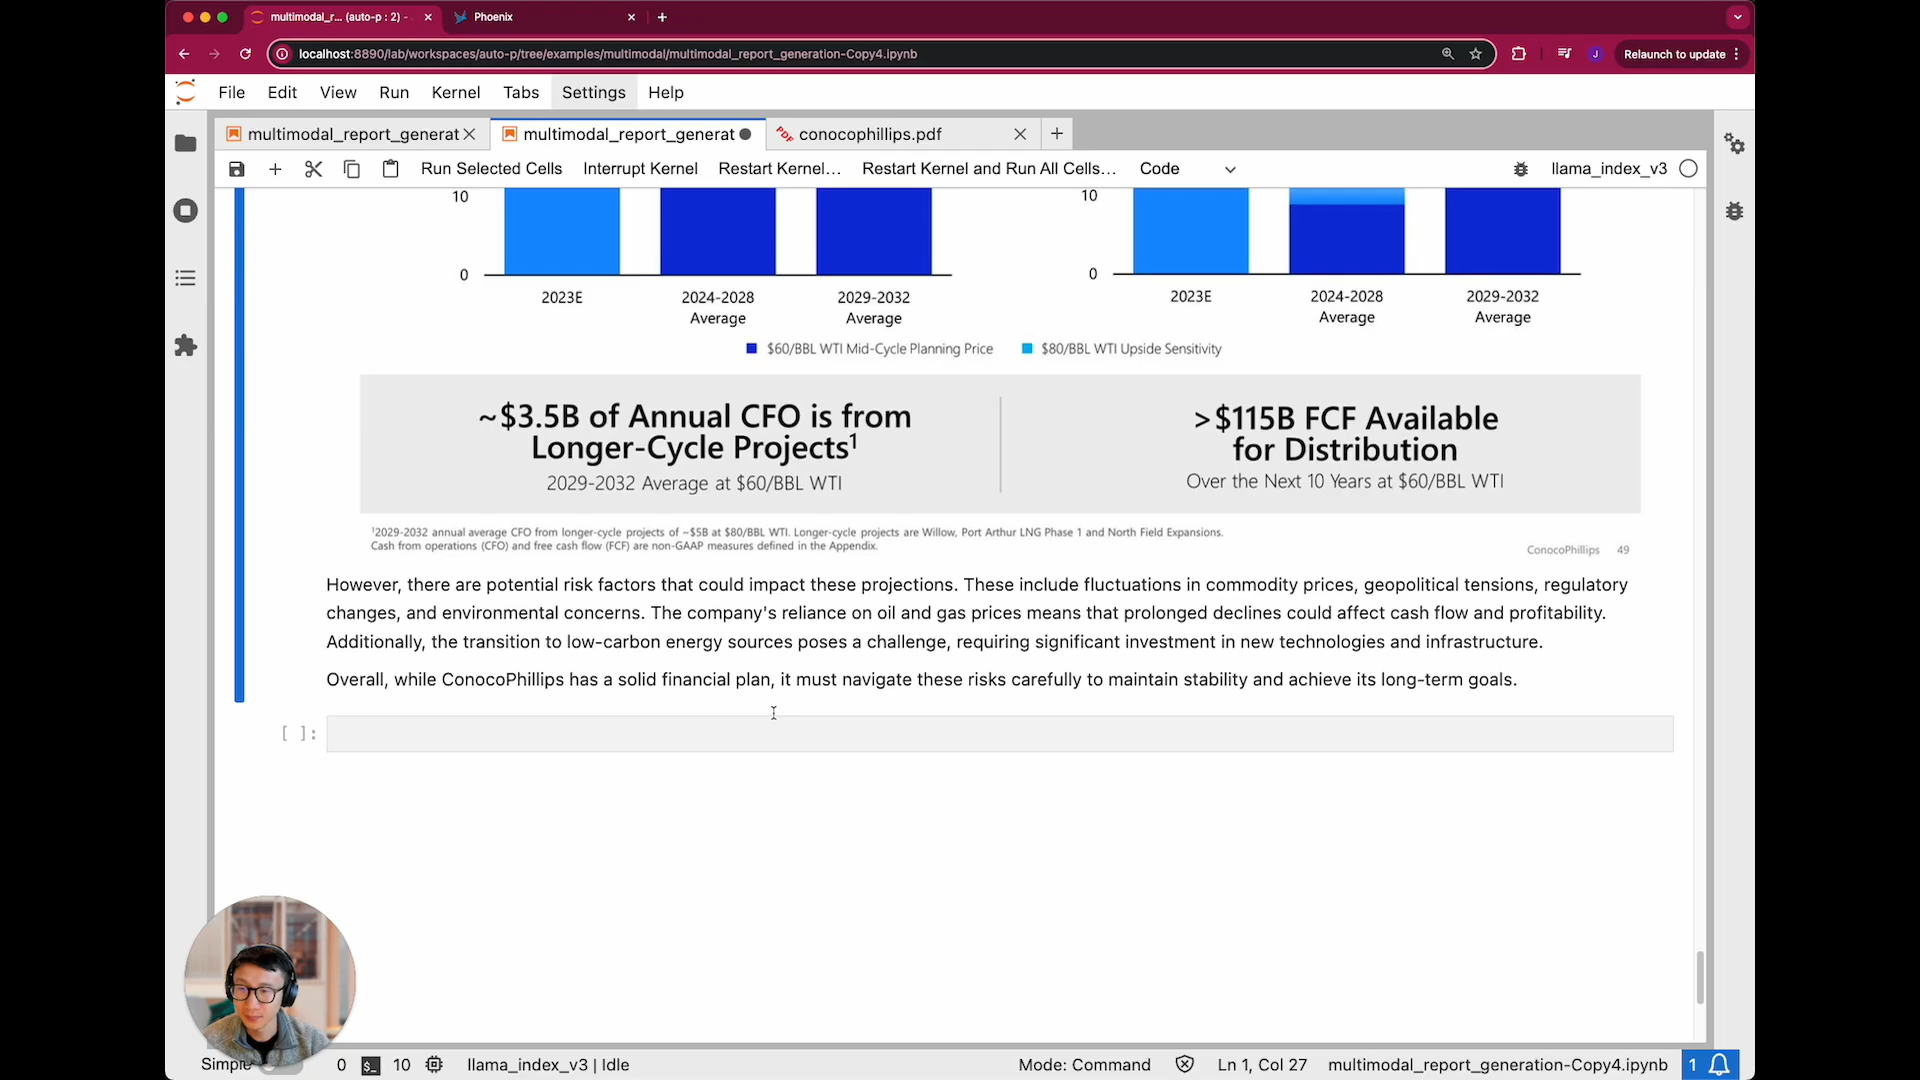 multimodal_r... (auto-p : 2) -
Phoenix
localhost:8890/lab/workspaces/auto-p/tree/examples/multimodal/multimodal_report_generation-Copy4.ipynb
J
Relaunch to update
File Edit View Run Kernel Tabs Settings Help
multimodal_report_generat
multimodal_report_generat
PDF
conocophillips.pdf
Run Selected Cells Interrupt Kernel Restart Kernel... Restart Kernel and Run All Cells... Code
llama_index_v3
10
10
0
0
2023E
2024-2028
Average
2029-2032
Average
2023E
2024-2028
Average
2029-2032
Average
$60/BBL WTI Mid-Cycle Planning Price
$80/BBL WTI Upside Sensitivity
~$3.5B of Annual CFO is from
Longer-Cycle Projects¹
2029-2032 Average at $60/BBL WTI
>$115B FCF Available
for Distribution
Over the Next 10 Years at $60/BBL WTI
¹2029-2032 annual average CFO from longer-cycle projects of ~$5B at $80/BBL WTI. Longer-cycle projects are Willow, Port Arthur LNG Phase 1 and North Field Expansions.
Cash from operations (CFO) and free cash flow (FCF) are non-GAAP measures defined in the Appendix.
ConocoPhillips 49
However, there are potential risk factors that could impact these projections. These include fluctuations in commodity prices, geopolitical tensions, regulatory
changes, and environmental concerns. The company's reliance on oil and gas prices means that prolonged declines could affect cash flow and profitability.
Additionally, the transition to low-carbon energy sources poses a challenge, requiring significant investment in new technologies and infrastructure.
Overall, while ConocoPhillips has a solid financial plan, it must navigate these risks carefully to maintain stability and achieve its long-term goals.
[ ]:
Simple
0
$_
10
llama_index_v3 | Idle
Mode: Command
Ln 1, Col 27
multimodal_report_generation-Copy4.ipynb
1